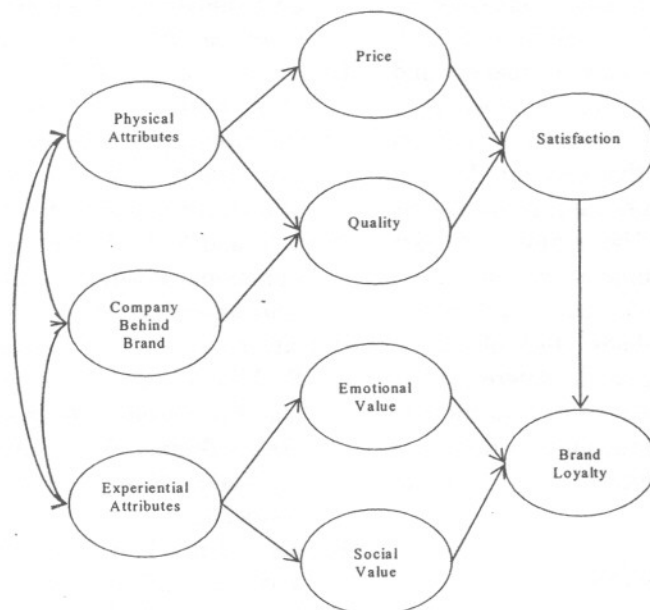 Price
Physical
Attributes
Satisfaction
Quality
Company
Behind
Brand
Emotional
Value
Brand
Loyalty
Experiential
Attributes
Social
Value